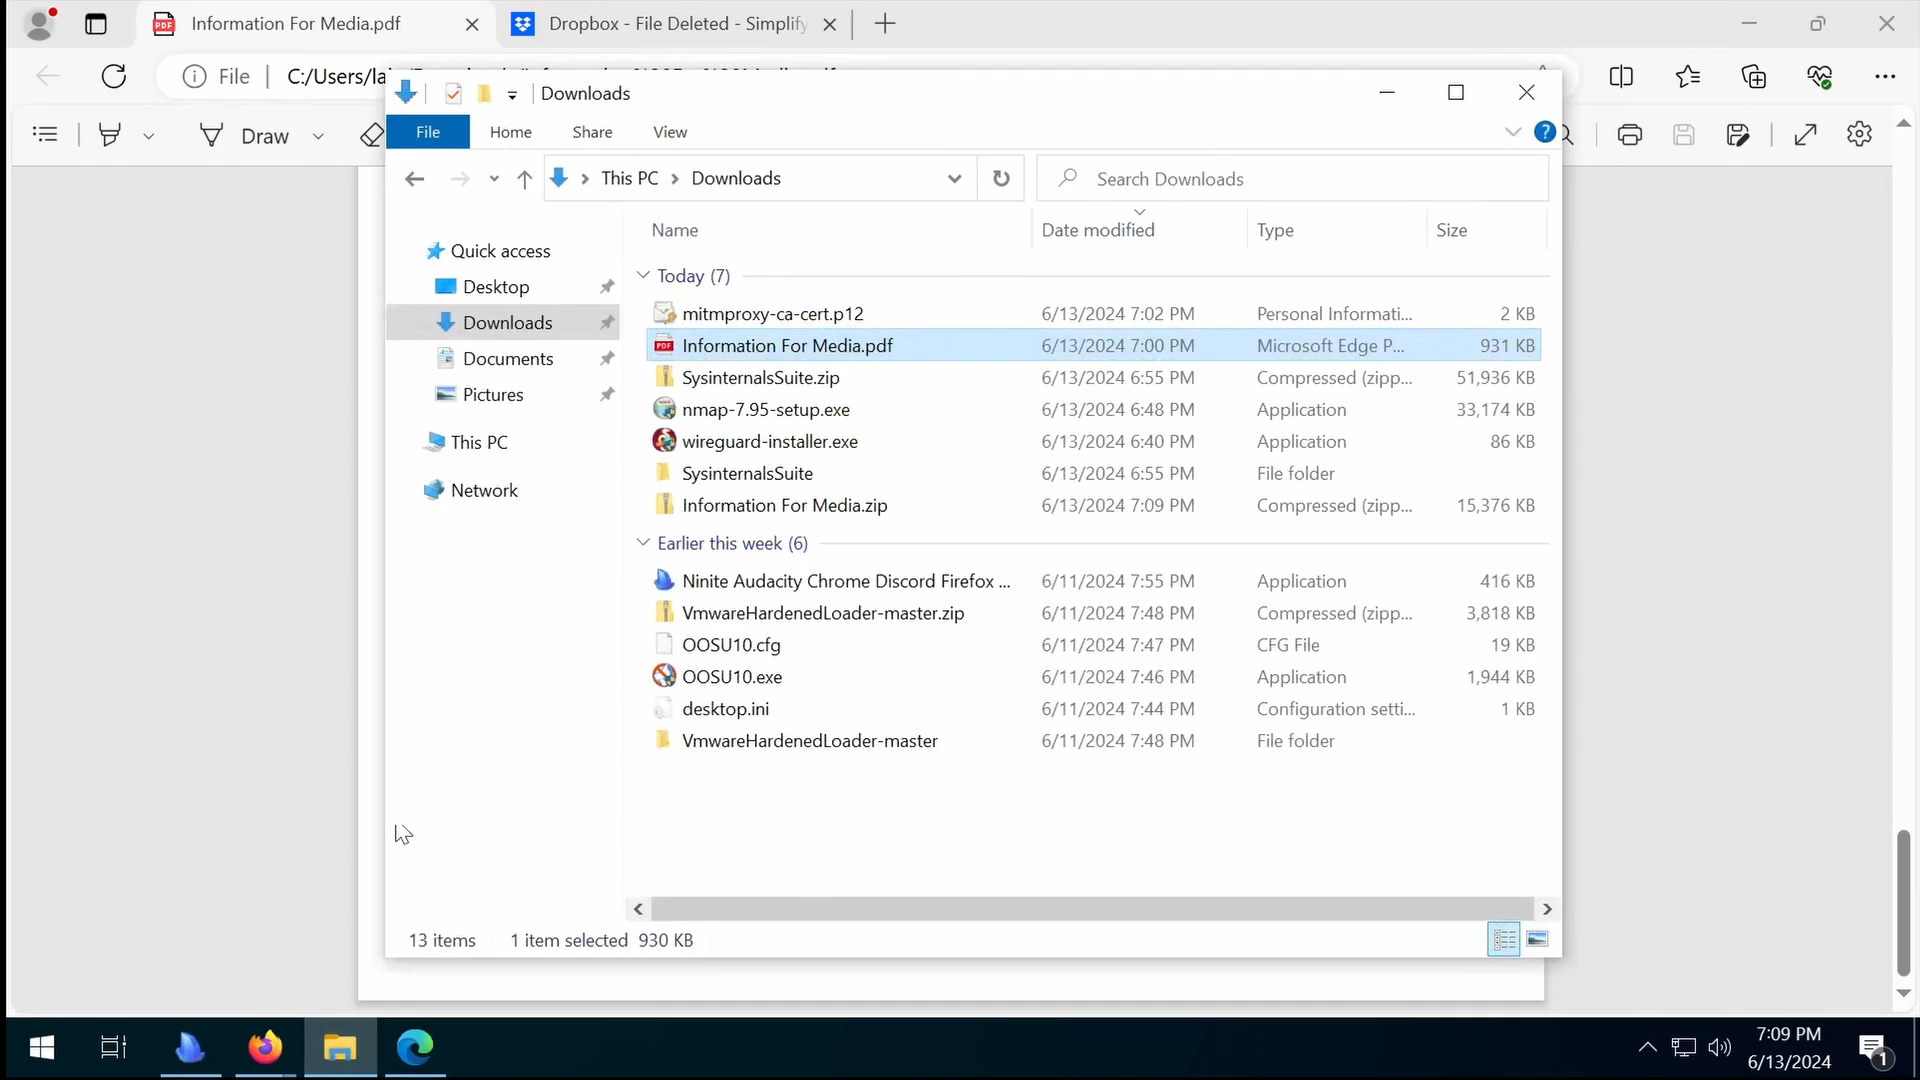 Information For Media.pdf
Dropbox - File Deleted - Simplify
File
C:/Users/la
Draw
Downloads
File
Home
Share
View
This PC
Downloads
Search Downloads
Name
Date modified
Type
Size
Quick access
Desktop
Downloads
Documents
Pictures
This PC
Network
Today (7)
mitmproxy-ca-cert.p12 6/13/2024 7:02 PM Personal Informati... 2 KB
Information For Media.pdf 6/13/2024 7:00 PM Microsoft Edge P... 931 KB
SysinternalsSuite.zip 6/13/2024 6:55 PM Compressed (zipp... 51,936 KB
nmap-7.95-setup.exe 6/13/2024 6:48 PM Application 33,174 KB
wireguard-installer.exe 6/13/2024 6:40 PM Application 86 KB
SysinternalsSuite 6/13/2024 6:55 PM File folder
Information For Media.zip 6/13/2024 7:09 PM Compressed (zipp... 15,376 KB
Earlier this week (6)
Ninite Audacity Chrome Discord Firefox ... 6/11/2024 7:55 PM Application 416 KB
VmwareHardenedLoader-master.zip 6/11/2024 7:48 PM Compressed (zipp... 3,818 KB
OOSU10.cfg 6/11/2024 7:47 PM CFG File 19 KB
OOSU10.exe 6/11/2024 7:46 PM Application 1,944 KB
desktop.ini 6/11/2024 7:44 PM Configuration setti... 1 KB
VmwareHardenedLoader-master 6/11/2024 7:48 PM File folder
13 items
1 item selected 930 KB
7:09 PM
6/13/2024
1